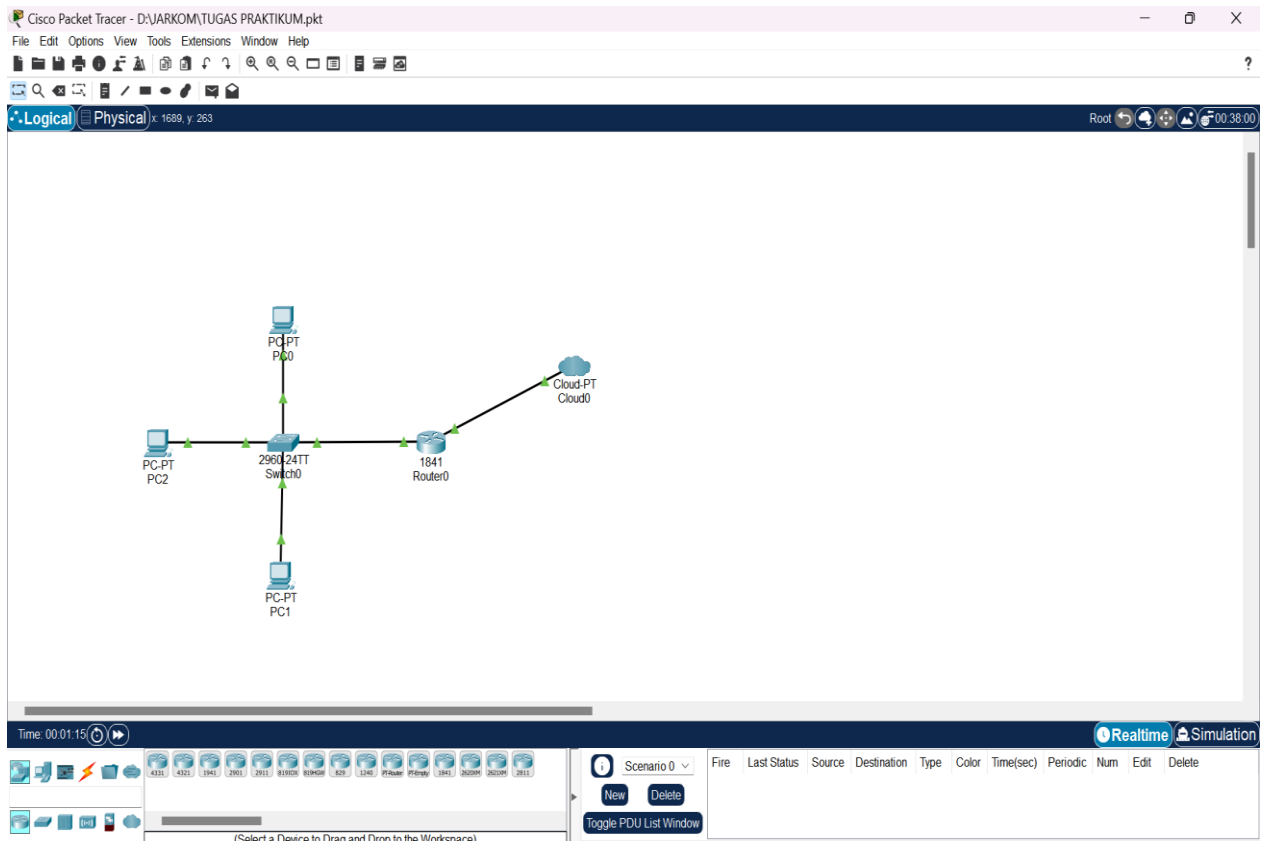 Cisco Packet Tracer - D:\JARKOM\TUGAS PRAKTIKUM.pkt
File Edit Options View Tools Extensions Window Help
?
Logical Physical x: 1689, y: 263 Root 00:38:00
PC-PT
PC0
Cloud-PT
Cloud0
PC-PT
PC2
2960-24TT
Switch0
1841
Router0
PC-PT
PC1
Time: 00:01:15 Realtime Simulation
4331 4321 1941 2901 2911 819IOX 819HGW 829 1240 PT-Router PT-Empty 1841 2620XM 2621XM 2811
Scenario 0 Fire Last Status Source Destination Type Color Time(sec) Periodic Num Edit Delete
New Delete
Toggle PDU List Window
(Select a Device to Drag and Drop to the Workspace)